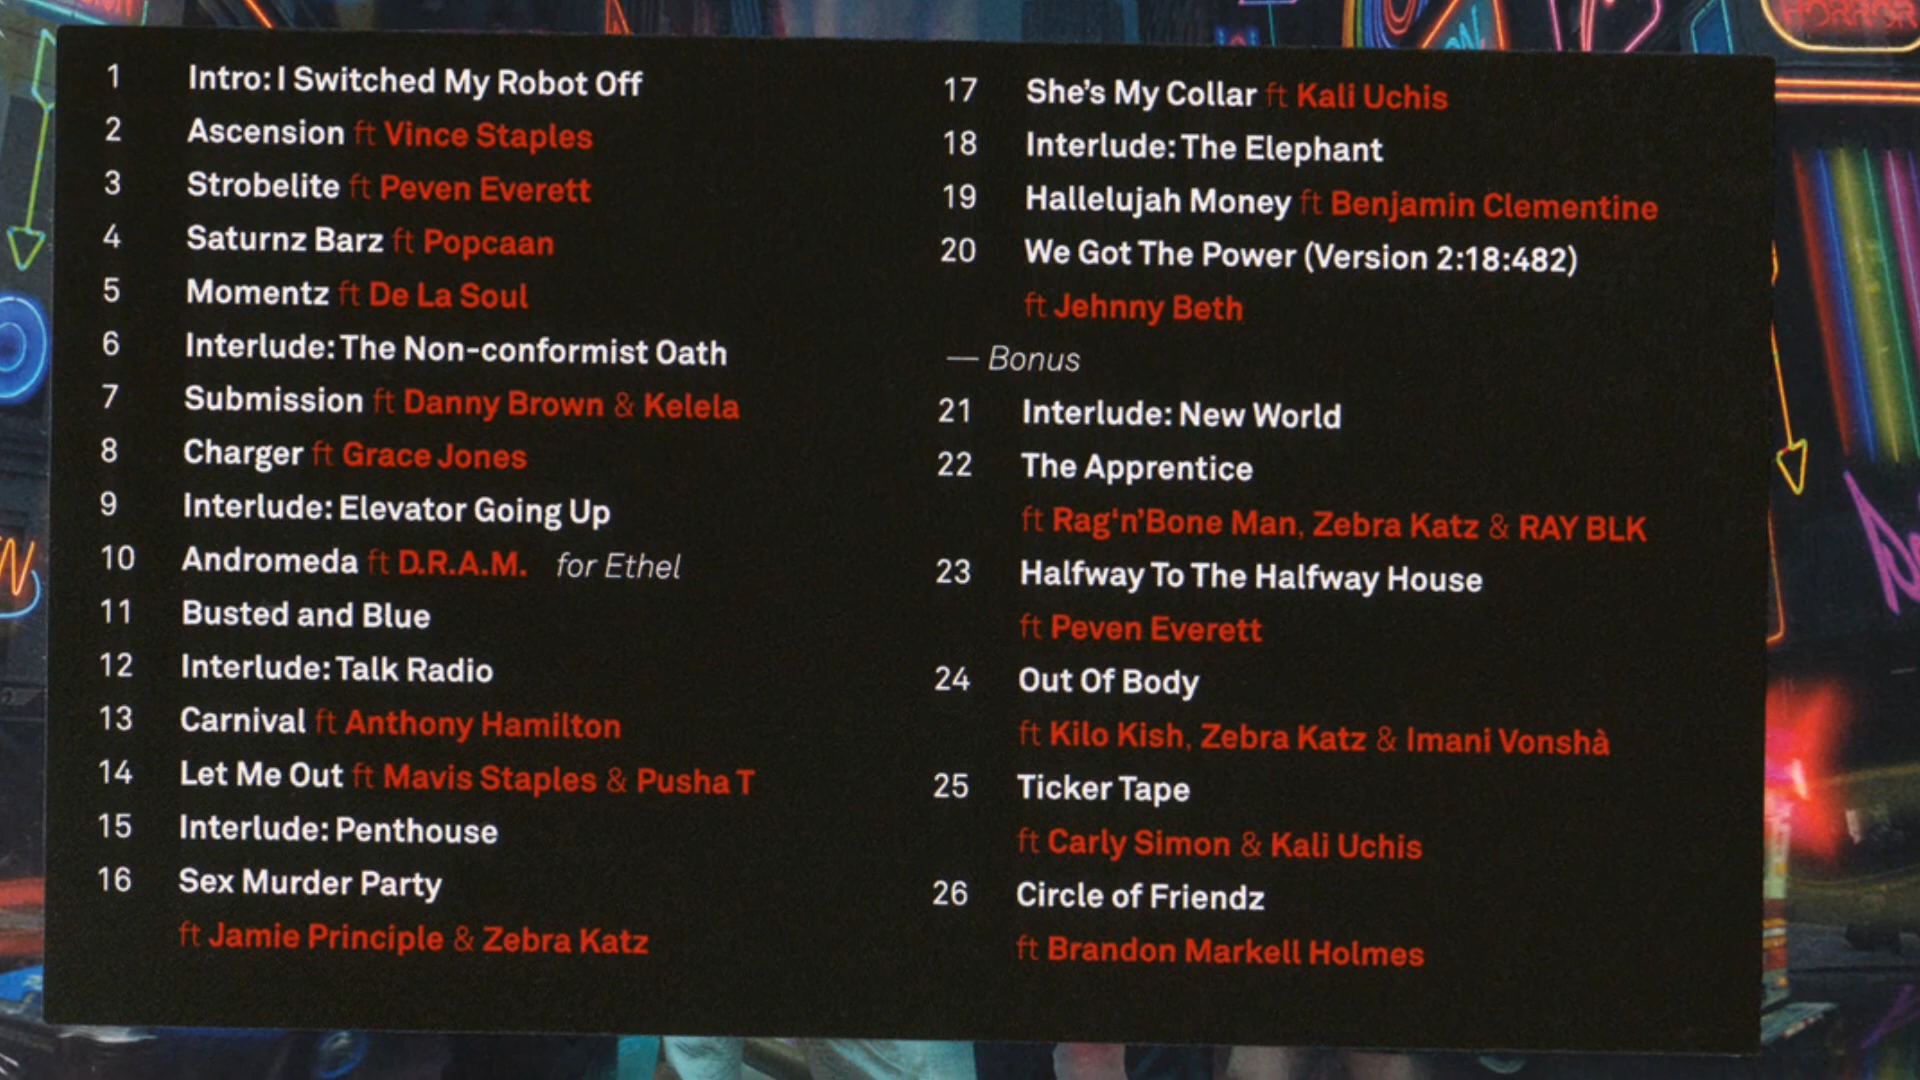 1 Intro: I Switched My Robot Off
2 Ascension ft Vince Staples
3 Strobelite ft Peven Everett
4 Saturnz Barz ft Popcaan
5 Momentz ft De La Soul
6 Interlude: The Non-conformist Oath
7 Submission ft Danny Brown & Kelela
8 Charger ft Grace Jones
9 Interlude: Elevator Going Up
10 Andromeda ft D.R.A.M. for Ethel
11 Busted and Blue
12 Interlude: Talk Radio
13 Carnival ft Anthony Hamilton
14 Let Me Out ft Mavis Staples & Pusha T
15 Interlude: Penthouse
16 Sex Murder Party
ft Jamie Principle & Zebra Katz
17 She's My Collar ft Kali Uchis
18 Interlude: The Elephant
19 Hallelujah Money ft Benjamin Clementine
20 We Got The Power (Version 2:18:482)
ft Jehnny Beth
— Bonus
21 Interlude: New World
22 The Apprentice
ft Rag‘n’Bone Man, Zebra Katz & RAY BLK
23 Halfway To The Halfway House
ft Peven Everett
24 Out Of Body
ft Kilo Kish, Zebra Katz & Imani Vonshà
25 Ticker Tape
ft Carly Simon & Kali Uchis
26 Circle of Friendz
ft Brandon Markell Holmes
HORROR